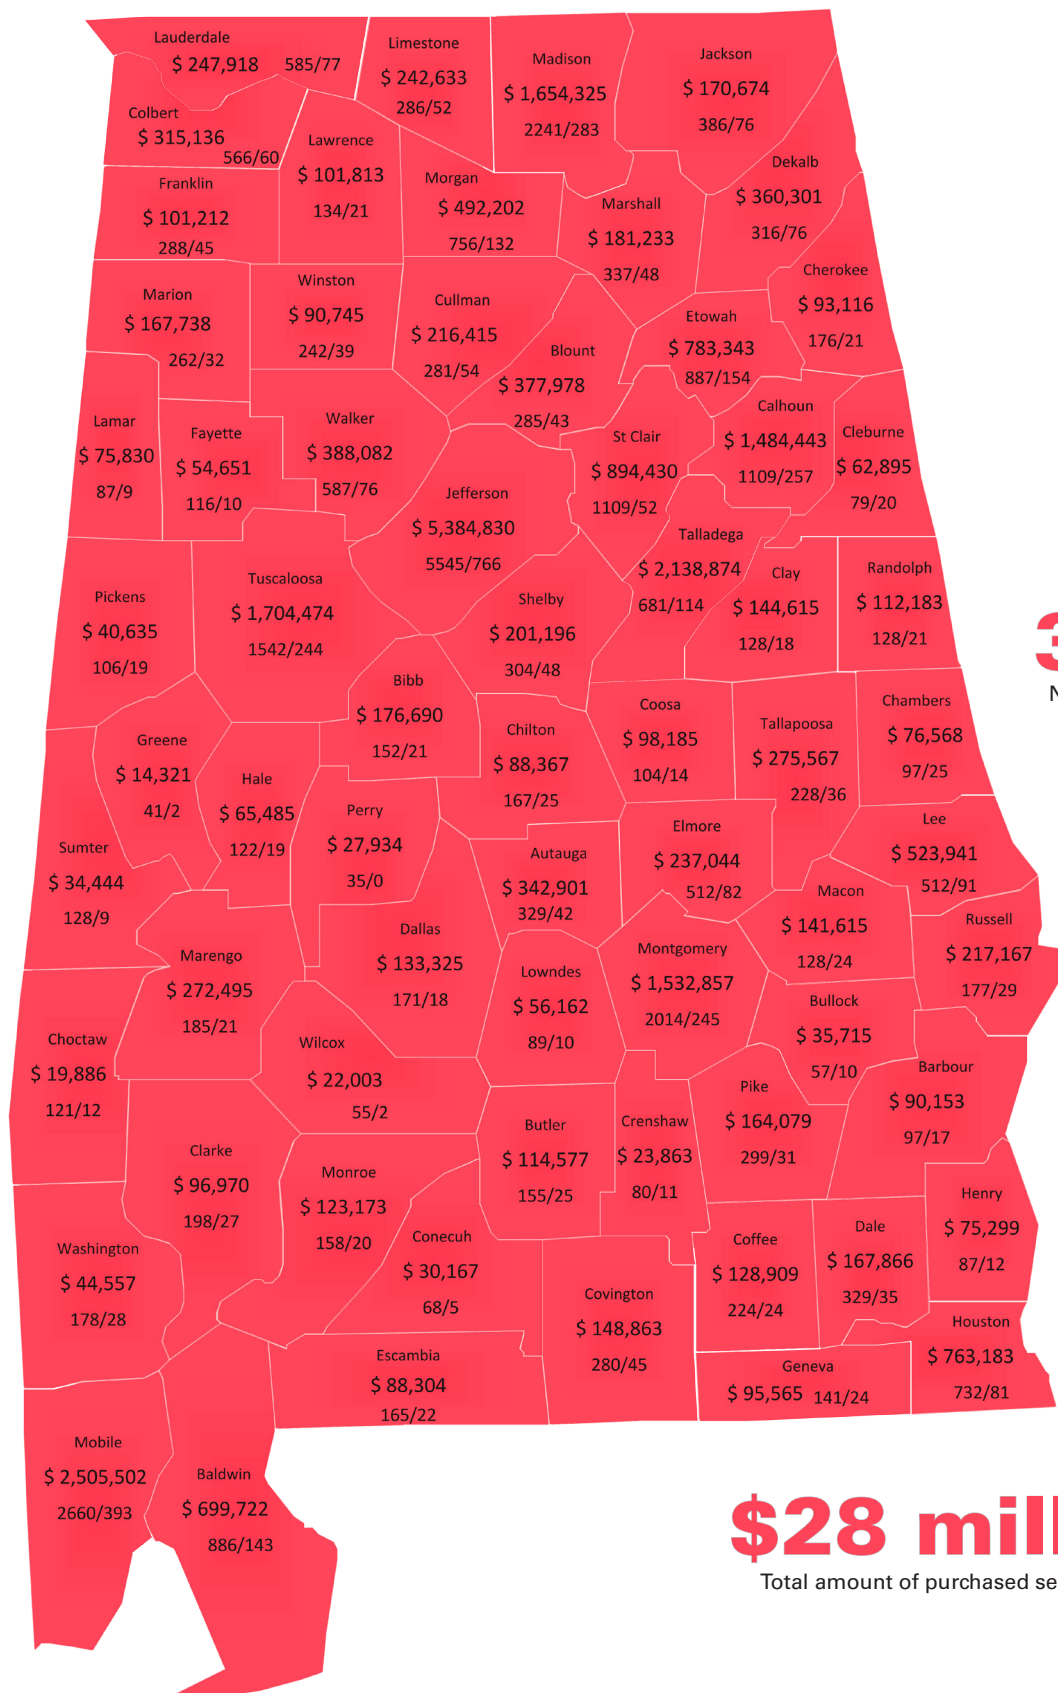 Lauderdale
$ 247,918 585/77
Limestone
$ 242,633
286/52
Madison
$ 1,654,325
2241/283
Jackson
$ 170,674
386/76
Colbert
$ 315,136
566/60
Lawrence
$ 101,813
134/21
Franklin
$ 101,212
288/45
Morgan
$ 492,202
756/132
Marshall
$ 181,233
337/48
Dekalb
$ 360,301
316/76
Cherokee
$ 93,116
176/21
Marion
$ 167,738
262/32
Winston
$ 90,745
242/39
Cullman
$ 216,415
281/54
Blount
$ 377,978
285/43
Etowah
$ 783,343
887/154
Lamar
$ 75,830
87/9
Fayette
$ 54,651
116/10
Walker
$ 388,082
587/76
Jefferson
$ 5,384,830
5545/766
St Clair
$ 894,430
1109/52
Calhoun
$ 1,484,443
1109/257
Cleburne
$ 62,895
79/20
Talladega
$ 2,138,874
681/114
Clay
$ 144,615
128/18
Randolph
$ 112,183
128/21
Pickens
$ 40,635
106/19
Tuscaloosa
$ 1,704,474
1542/244
Shelby
$ 201,196
304/48
Bibb
$ 176,690
152/21
Chilton
$ 88,367
167/25
Coosa
$ 98,185
104/14
Tallapoosa
$ 275,567
228/36
Chambers
$ 76,568
97/25
3
N
Greene
$ 14,321
41/2
Hale
$ 65,485
122/19
Perry
$ 27,934
35/0
Sumter
$ 34,444
128/9
Autauga
$ 342,901
329/42
Elmore
$ 237,044
512/82
Lee
$ 523,941
512/91
Macon
$ 141,615
128/24
Russell
$ 217,167
177/29
Marengo
$ 272,495
185/21
Dallas
$ 133,325
171/18
Lowndes
$ 56,162
89/10
Montgomery
$ 1,532,857
2014/245
Bullock
$ 35,715
57/10
Choctaw
$ 19,886
121/12
Wilcox
$ 22,003
55/2
Barbour
$ 90,153
97/17
Pike
$ 164,079
299/31
Butler
$ 114,577
155/25
Crenshaw
$ 23,863
80/11
Clarke
$ 96,970
198/27
Monroe
$ 123,173
158/20
Conecuh
$ 30,167
68/5
Henry
$ 75,299
87/12
Washington
$ 44,557
178/28
Coffee
$ 128,909
224/24
Dale
$ 167,866
329/35
Covington
$ 148,863
280/45
Houston
$ 763,183
732/81
Escambia
$ 88,304
165/22
Geneva
$ 95,565 141/24
Mobile
$ 2,505,502
2660/393
Baldwin
$ 699,722
886/143
$28 mill
Total amount of purchased se